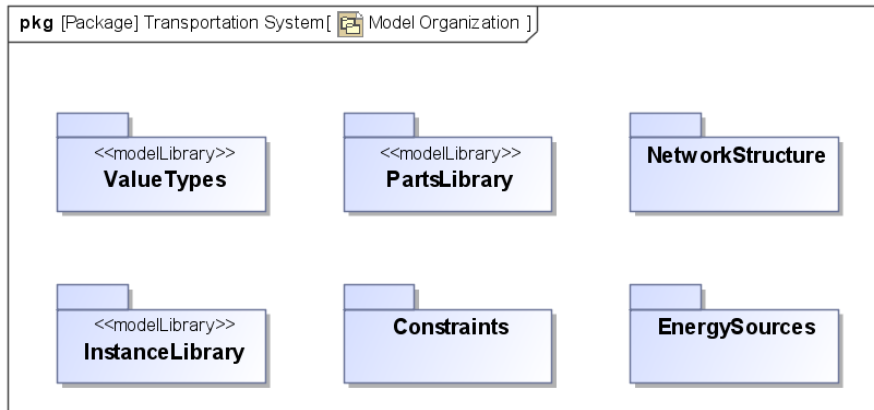 pkg [Package] Transportation System[ Model Organization ]
<<modelLibrary>>
ValueTypes
<<modelLibrary>>
PartsLibrary
NetworkStructure
<<modelLibrary>>
InstanceLibrary
Constraints
EnergySources